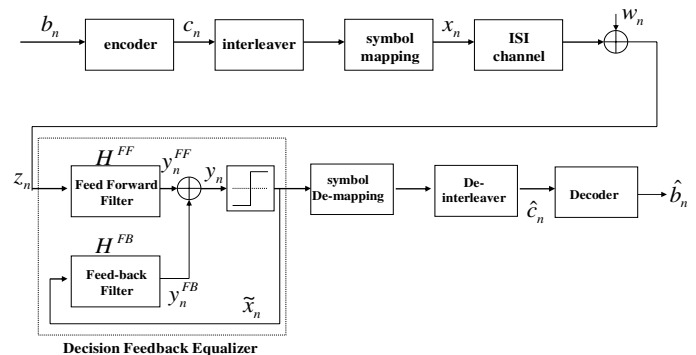 b_n
encoder
c_n
interleaver
symbol
mapping
x_n
ISI
channel
w_n
z_n
H^{FF}
Feed Forward
Filter
y_n^{FF}
y_n
symbol
De-mapping
De-
interleaver
ĉ_n
Decoder
b̂_n
H^{FB}
Feed-back
Filter
y_n^{FB}
x̃_n
Decision Feedback Equalizer